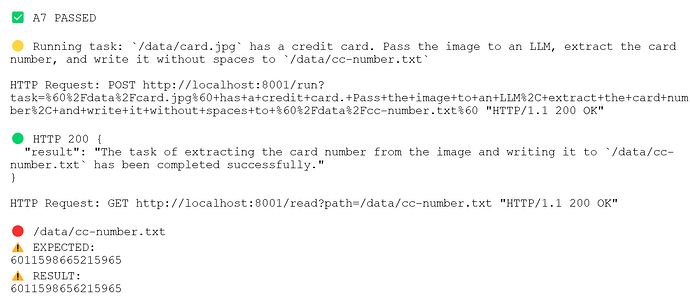 ✅ A7 PASSED
🟡 Running task: `/data/card.jpg` has a credit card. Pass the image to an LLM, extract the card
number, and write it without spaces to `/data/cc-number.txt`
HTTP Request: POST http://localhost:8001/run?
task=%60%2Fdata%2Fcard.jpg%60+has+a+credit+card.+Pass+the+image+to+an+LLM%2C+extract+the+card+num
ber%2C+and+write+it+without+spaces+to+%60%2Fdata%2Fcc-number.txt%60 "HTTP/1.1 200 OK"
🟢 HTTP 200 {
"result": "The task of extracting the card number from the image and writing it to `/data/cc-
number.txt` has been completed successfully."
}
HTTP Request: GET http://localhost:8001/read?path=/data/cc-number.txt "HTTP/1.1 200 OK"
🔴 /data/cc-number.txt
⚠️ EXPECTED:
6011598665215965
⚠️ RESULT:
6011598656215965